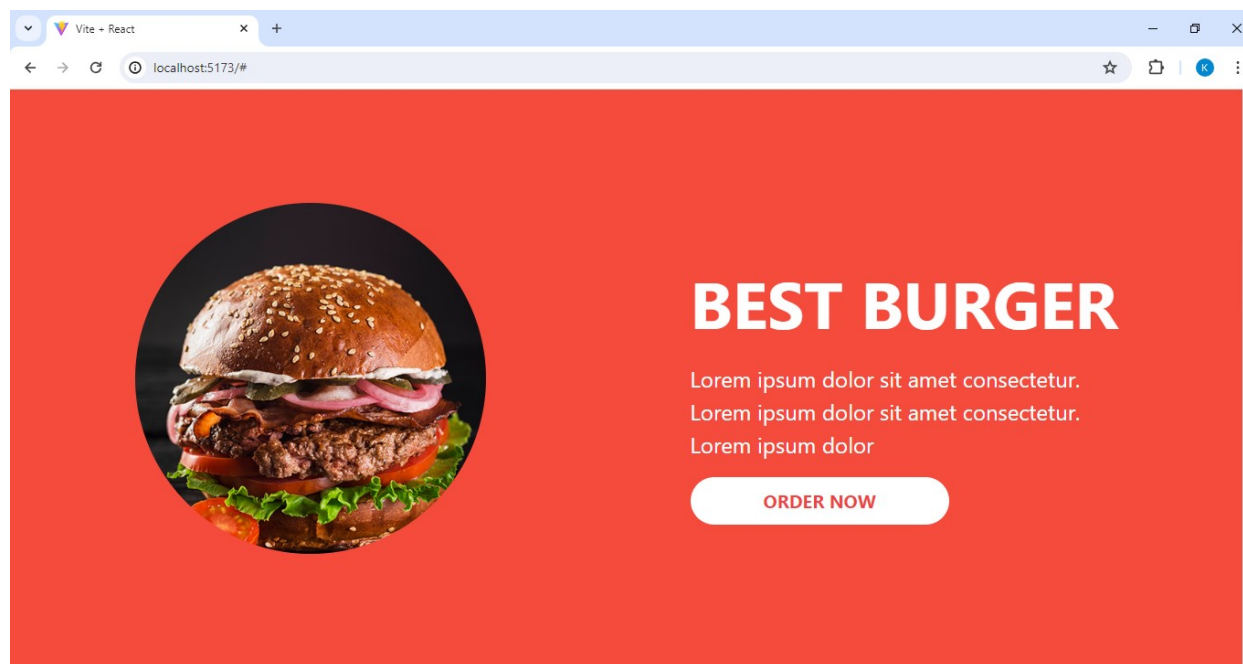 Vite + React
localhost:5173/#
K
BEST BURGER
Lorem ipsum dolor sit amet consectetur.
Lorem ipsum dolor sit amet consectetur.
Lorem ipsum dolor
ORDER NOW